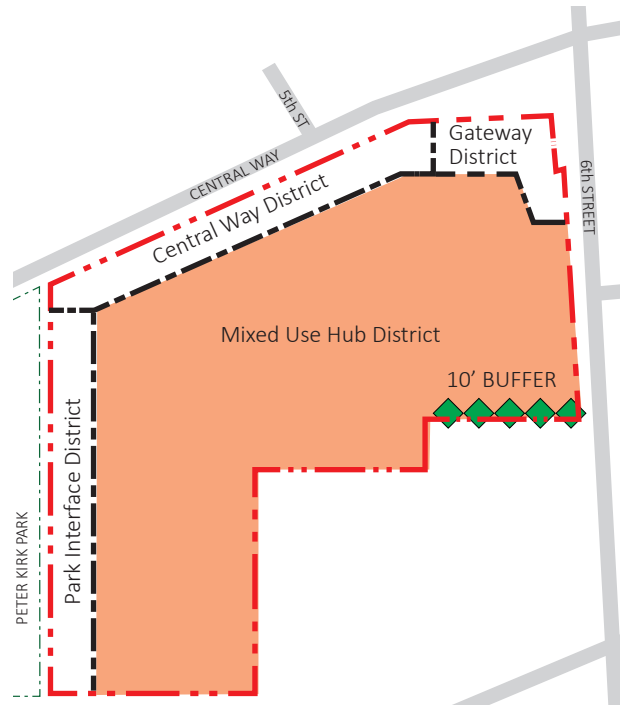 5th ST
CENTRAL WAY
Gateway
District
6th STREET
Central Way District
Mixed Use Hub District
10’ BUFFER
Park Interface District
PETER KIRK PARK